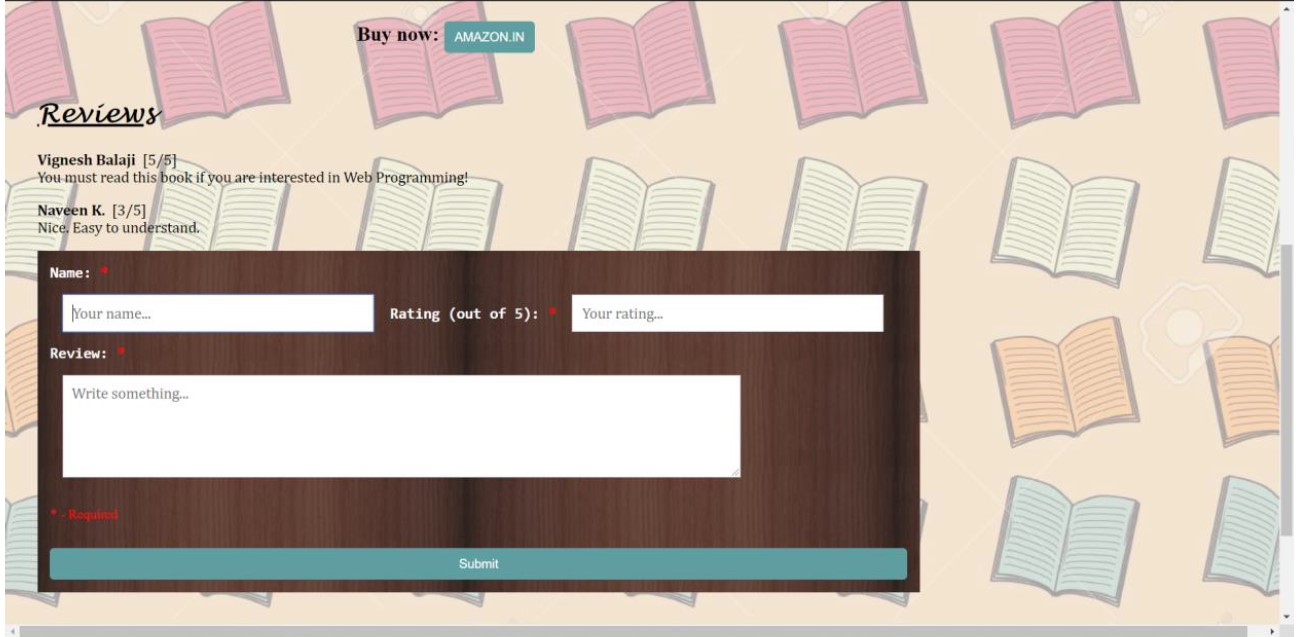 Buy now: AMAZON.IN
Reviews
Vignesh Balaji [5/5]
You must read this book if you are interested in Web Programming!
Naveen K. [3/5]
Nice. Easy to understand.
Name: *
Your name...
Rating (out of 5): *
Your rating...
Review: *
Write something...
* - Required
Submit